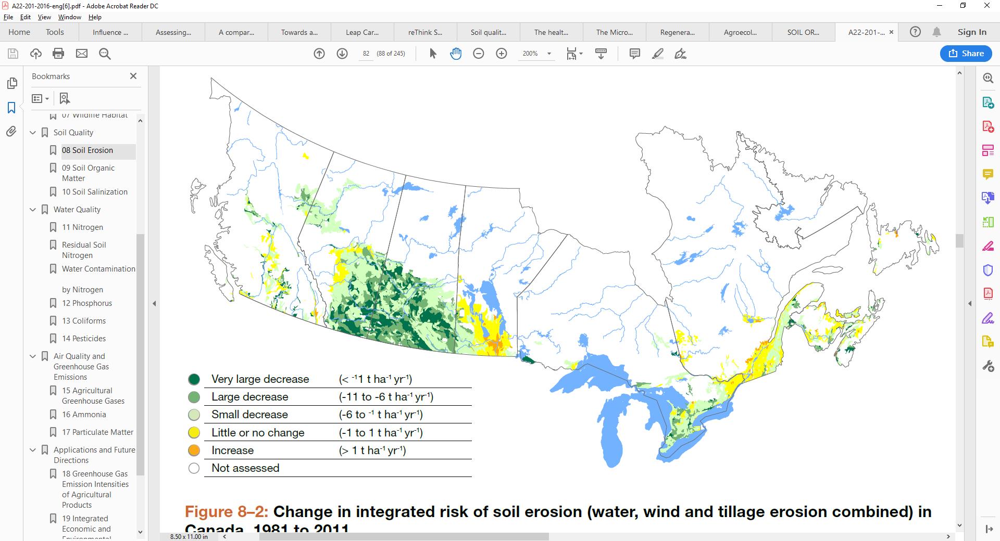 A22-201-2016-eng[6].pdf - Adobe Acrobat Reader DC
File Edit View Window Help
Home Tools Influence ... Assessing... A compar... Towards a... Leap Car... reThink S... Soil qualit... The healt... The Micro... Regenera... Agroecol... SOIL OR... A22-201-... × Sign In
82 (88 of 245) 200% Share
Bookmarks
07 Wildlife Habitat
Soil Quality
08 Soil Erosion
09 Soil Organic
Matter
10 Soil Salinization
Water Quality
11 Nitrogen
Residual Soil
Nitrogen
Water Contamination
by Nitrogen
12 Phosphorus
13 Coliforms
14 Pesticides
Air Quality and
Greenhouse Gas
Emissions
15 Agricultural
Greenhouse Gases
16 Ammonia
17 Particulate Matter
Applications and Future
Directions
18 Greenhouse Gas
Emission Intensities
of Agricultural
Products
19 Integrated
Economic and
Environmental
Very large decrease (< ⁻¹1 t ha⁻¹ yr⁻¹)
Large decrease (-11 to -6 t ha⁻¹ yr⁻¹)
Small decrease (-6 to ⁻¹ t ha⁻¹ yr⁻¹)
Little or no change (-1 to 1 t ha⁻¹ yr⁻¹)
Increase (> 1 t ha⁻¹ yr⁻¹)
Not assessed
Figure 8–2: Change in integrated risk of soil erosion (water, wind and tillage erosion combined) in
Canada, 1981 to 2011
8.50 x 11.00 in